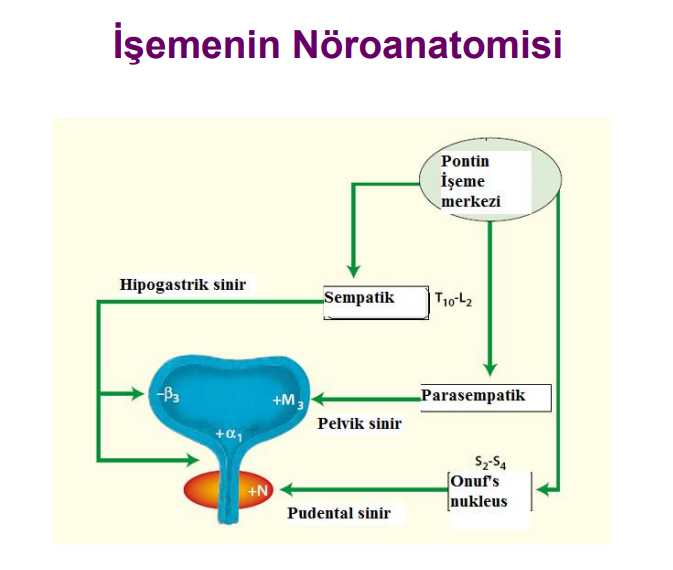 İşemenin Nöroanatomisi
Pontin
İşeme
merkezi
Hipogastrik sinir
Sempatik
T₁₀-L₂
-β₃
+M₃
Parasempatik
Pelvik sinir
+α₁
S₂-S₄
Onuf's
nukleus
+N
Pudental sinir